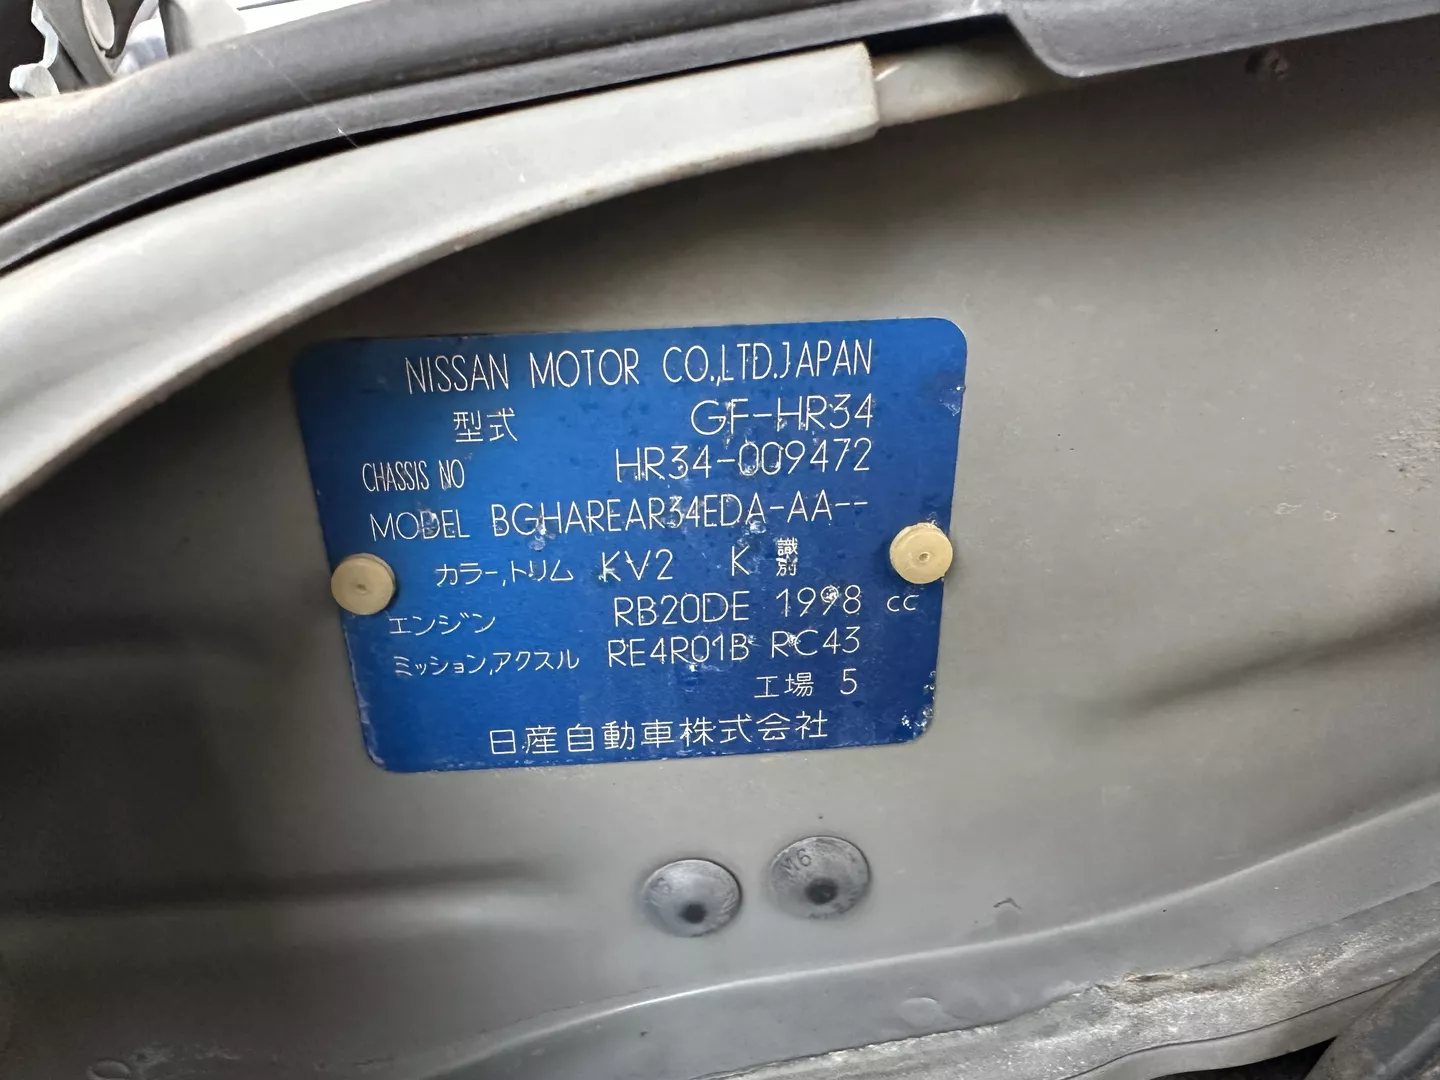 NISSAN MOTOR CO.,LTD.JAPAN
型式 GF-HR34
CHASSIS NO HR34-009472
MODEL BGHAREAR34EDA-AA--
カラー,トリム KV2 K 識別
エンジン RB20DE 1998 cc
ミッション,アクスル RE4R01B RC43
工場 5
日産自動車株式会社
M6